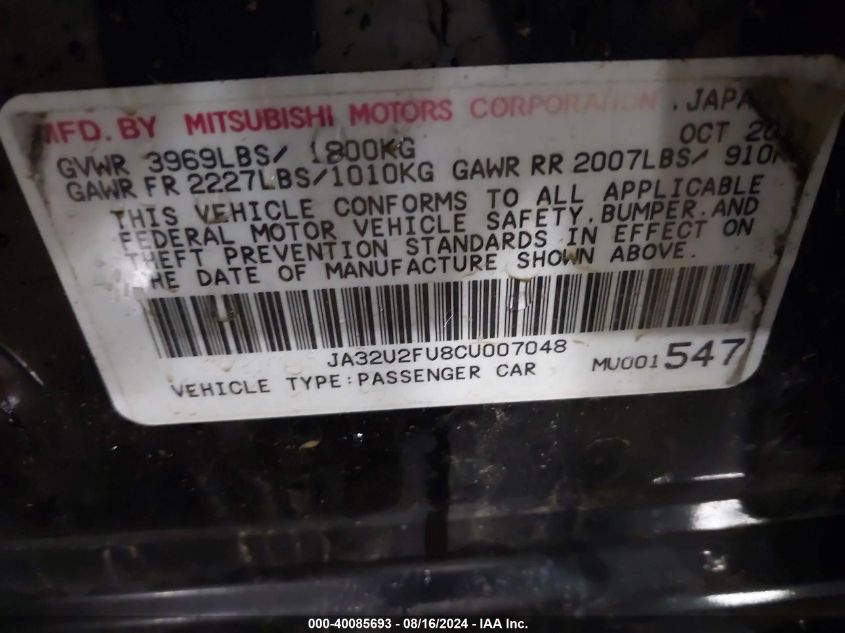 MFD. BY MITSUBISHI MOTORS CORPORATION , JAPAN
OCT
GVWR 3969LBS/ 1800KG
GAWR FR 2227LBS/1010KG GAWR RR 2007LBS/ 910K
THIS VEHICLE CONFORMS TO ALL APPLICABLE
FEDERAL MOTOR VEHICLE SAFETY, BUMPER, AND
THEFT PREVENTION STANDARDS IN EFFECT ON
THE DATE OF MANUFACTURE SHOWN ABOVE.
JA32U2FU8CU007048
VEHICLE TYPE:PASSENGER CAR MU001547
000-40085693 - 08/16/2024 - IAA Inc.